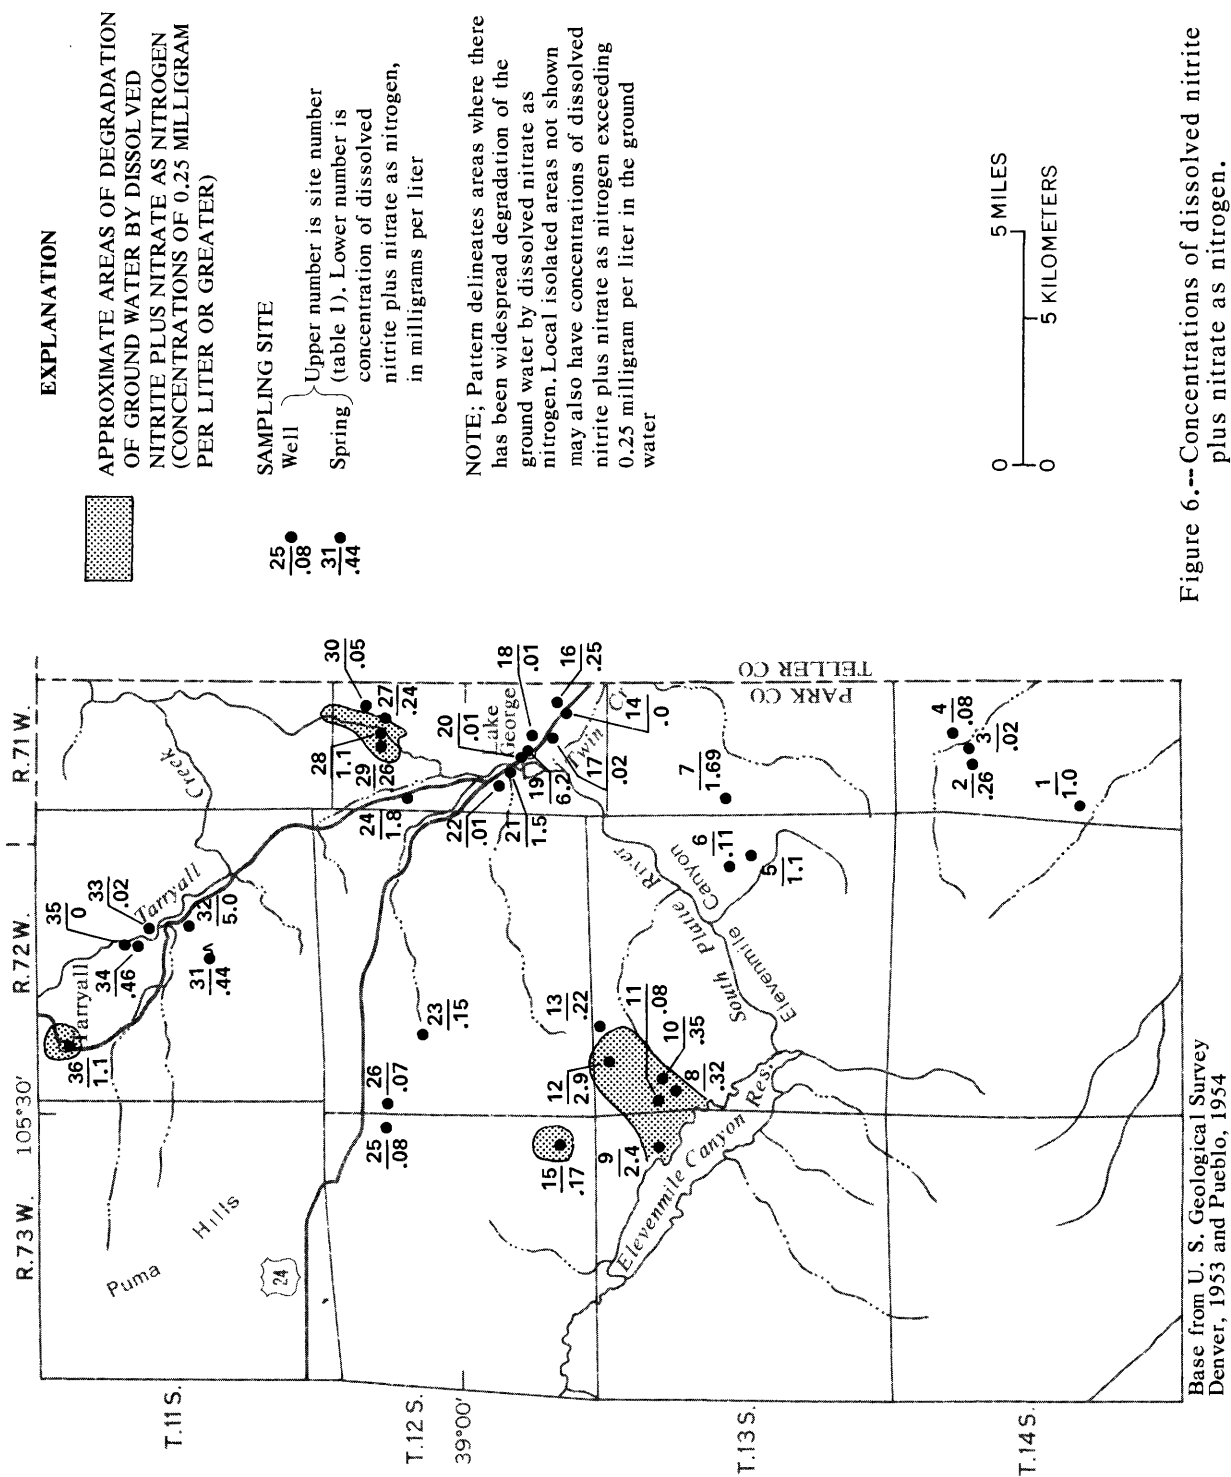 R.73 W.
105°30'
R.72 W.
R.71 W.
T.11 S.
T.12 S.
39°00'
T.13 S.
T.14 S.
Puma
Hills
24
Tarryall
Tarryall
Creek
Lake
George
Twin
Cr
South Platte River
Elevenmile Canyon
Elevenmile Canyon Res.
PARK CO
TELLER CO
36
1.1
35
0
34
.46
33
.02
32
5.0
31
.44
30
.05
27
.24
28
1.1
29
.26
24
1.8
20
.01
18
.01
16
.25
14
.0
17
.02
19
6.2
21
1.5
22
.01
26
.07
25
.08
23
.15
13
.22
12
2.9
11
.08
10
.35
8
.32
9
2.4
15
.17
7
1.69
6
.11
5
1.1
4
.08
3
.02
2
.26
1
1.0
Base from U. S. Geological Survey
Denver, 1953 and Pueblo, 1954
EXPLANATION
APPROXIMATE AREAS OF DEGRADATION
OF GROUND WATER BY DISSOLVED
NITRITE PLUS NITRATE AS NITROGEN
(CONCENTRATIONS OF 0.25 MILLIGRAM
PER LITER OR GREATER)
SAMPLING SITE
25
.08
Well
31
.44
Spring
Upper number is site number
(table 1). Lower number is
concentration of dissolved
nitrite plus nitrate as nitrogen,
in milligrams per liter
NOTE; Pattern delineates areas where there
has been widespread degradation of the
ground water by dissolved nitrate as
nitrogen. Local isolated areas not shown
may also have concentrations of dissolved
nitrite plus nitrate as nitrogen exceeding
0.25 milligram per liter in the ground
water
0 5 MILES
0 5 KILOMETERS
Figure 6.--Concentrations of dissolved nitrite
plus nitrate as nitrogen.